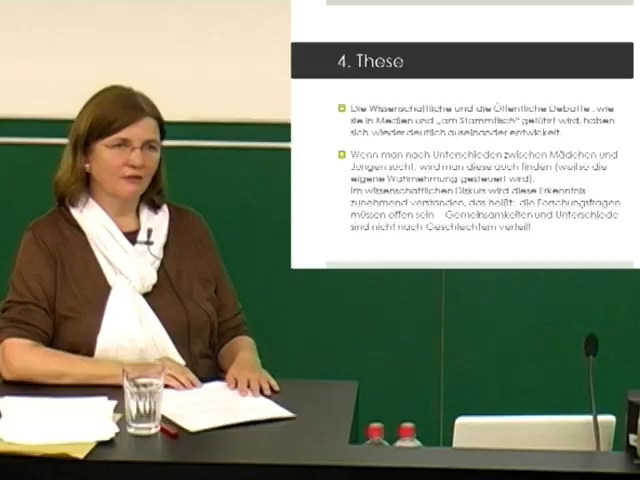 4. These
Die Wissenschaftliche und die Öffentliche Debatte, wie
sie in Medien und „am Stammtisch“ geführt wird, haben
sich wieder deutlich auseinander entwickelt.
Wenn man nach Unterschieden zwischen Mädchen und
Jungen sucht, wird man diese auch finden (weil so die
eigene Wahrnehmung gesteuert wird).
Im wissenschaftlichen Diskurs wird diese Erkenntnis
zunehmend verstanden, das heißt: die Forschungsfragen
müssen offen sein – Gemeinsamkeiten und Unterschiede
sind nicht nach Geschlechtern verteilt